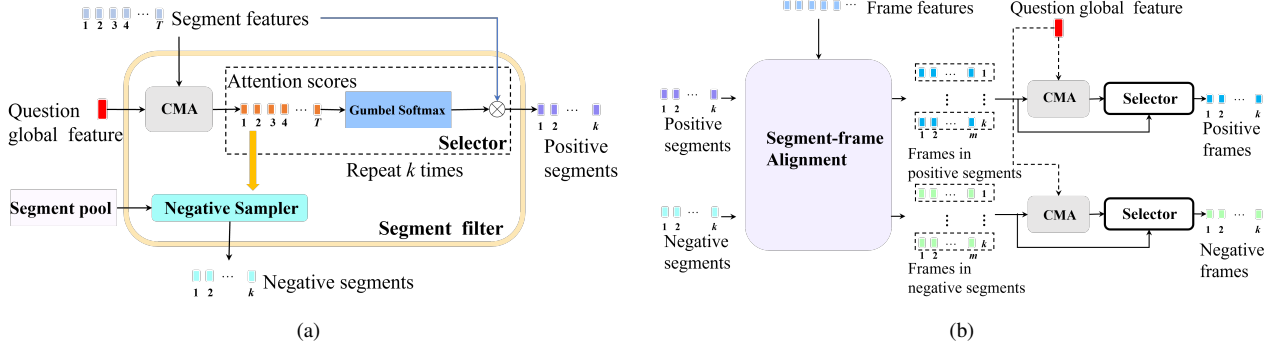 Segment features
1 2 3 4 ··· T
Attention scores
Question
global feature
CMA
1 2 3 4 ··· T
Gumbel Softmax
1 2 ··· k
Positive
segments
Selector
Repeat k times
Segment pool
Negative Sampler
Segment filter
1 2 ··· k
Negative segments
(a)
··· Frame features
Question global feature
Positive
segments
1 2 ··· k
Negative
segments
1 2 ··· k
Segment-frame
Alignment
··· 1
1 2 ··· m k
Frames in
positive segments
··· 1
1 2 ··· m k
Frames in
negative segments
CMA
Selector
1 2 ··· k
Positive
frames
CMA
Selector
1 2 ··· k
Negative
frames
(b)